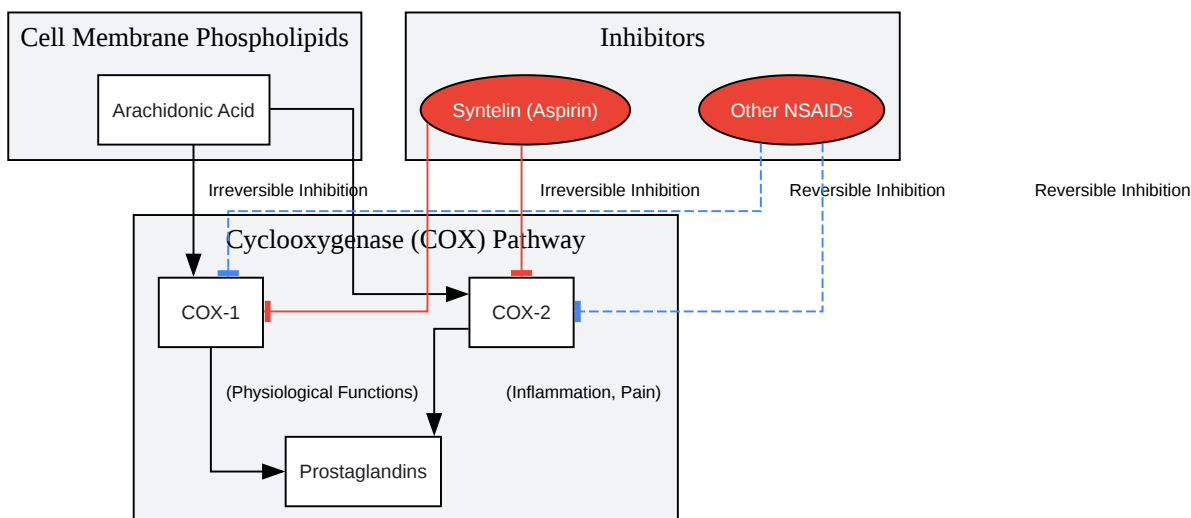 Cell Membrane Phospholipids
Inhibitors
Arachidonic Acid
Syntelin (Aspirin)
Other NSAIDs
Irreversible Inhibition
Irreversible Inhibition
Reversible Inhibition
Reversible Inhibition
Cyclooxygenase (COX) Pathway
COX-1
COX-2
(Physiological Functions)
(Inflammation, Pain)
Prostaglandins